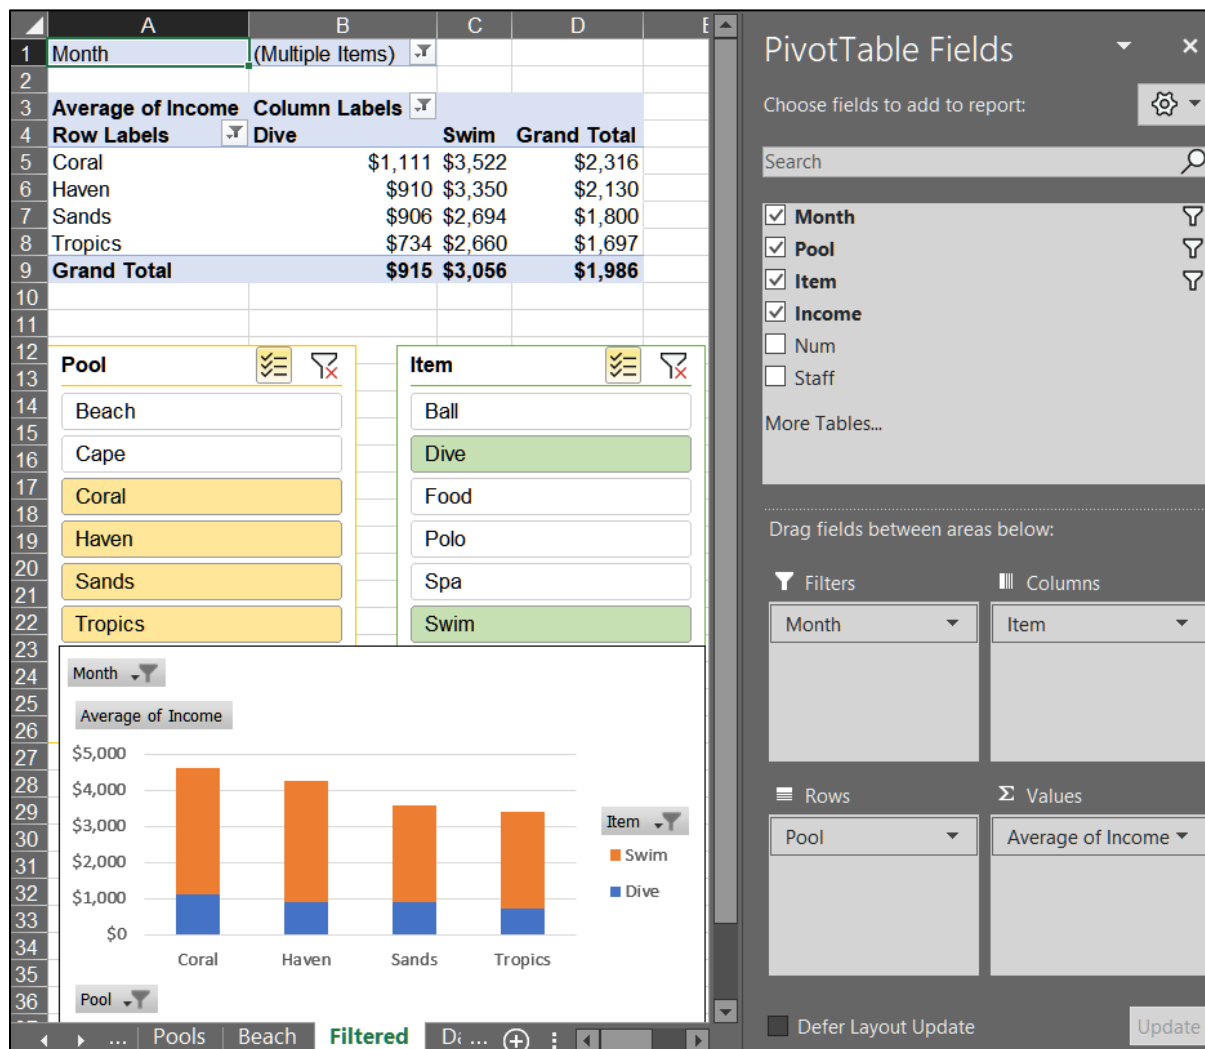 A B C D E
1 Month (Multiple Items)
2
3 Average of Income Column Labels
4 Row Labels Dive Swim Grand Total
5 Coral $1,111 $3,522 $2,316
6 Haven $910 $3,350 $2,130
7 Sands $906 $2,694 $1,800
8 Tropics $734 $2,660 $1,697
9 Grand Total $915 $3,056 $1,986
10
11
12
13
14
15
16
17
18
19
20
21
22
23
24
25
26
27
28
29
30
31
32
33
34
35
36
Pool
Beach
Cape
Coral
Haven
Sands
Tropics
Item
Ball
Dive
Food
Polo
Spa
Swim
Month
Average of Income
$5,000
$4,000
$3,000
$2,000
$1,000
$0
Coral Haven Sands Tropics
Item
Swim
Dive
Pool
... Pools Beach Filtered Da ...
PivotTable Fields
Choose fields to add to report:
Search
Month
Pool
Item
Income
Num
Staff
More Tables...
Drag fields between areas below:
Filters
Month
Columns
Item
Rows
Pool
Σ Values
Average of Income
Defer Layout Update
Update